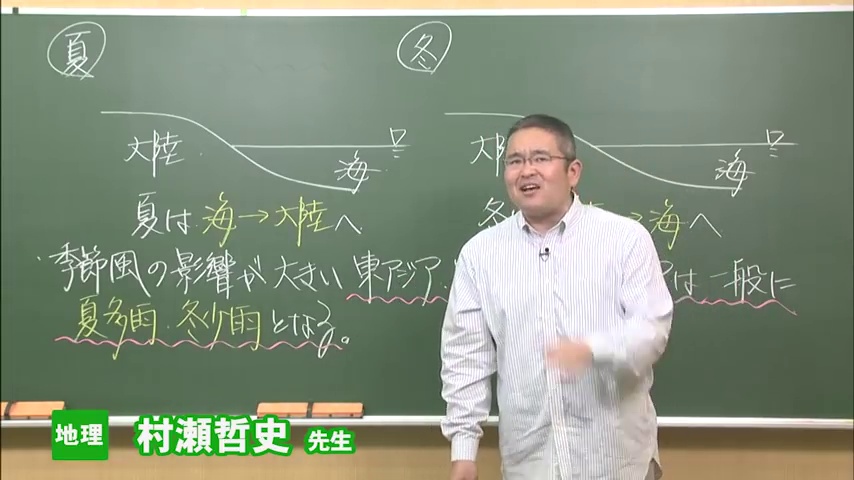 夏
冬
大陸
海
大
海
夏は 海→大陸へ
冬 → 海へ
季節風の影響が大きい 東アジア は一般に
夏多雨・冬少雨となる。
地理 村瀬哲史 先生